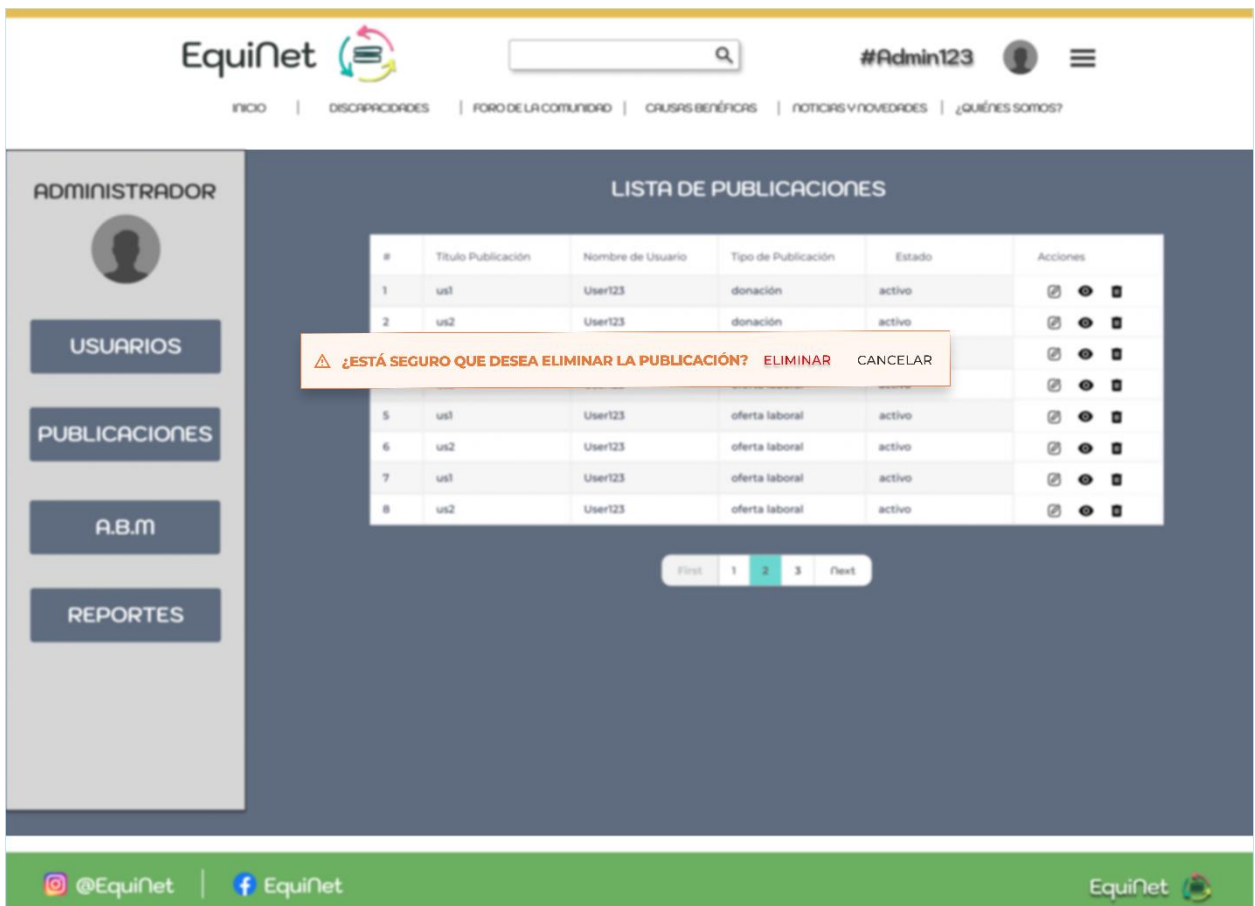 EquiNet
#Admin123
INICIO | DISCAPACIDADES | FORO DE LA COMUNIDAD | CAUSAS BENÉFICAS | NOTICIAS Y NOVEDADES | ¿QUIÉNES SOMOS?
ADMINISTRADOR
USUARIOS
PUBLICACIONES
A.B.M
REPORTES
LISTA DE PUBLICACIONES
# Título Publicación Nombre de Usuario Tipo de Publicación Estado Acciones
1 us1 User123 donación activo
2 us2 User123 donación activo
¿ESTÁ SEGURO QUE DESEA ELIMINAR LA PUBLICACIÓN? ELIMINAR CANCELAR
5 us1 User123 oferta laboral activo
6 us2 User123 oferta laboral activo
7 us1 User123 oferta laboral activo
8 us2 User123 oferta laboral activo
First 1 2 3 Next
@EquiNet | EquiNet
EquiNet